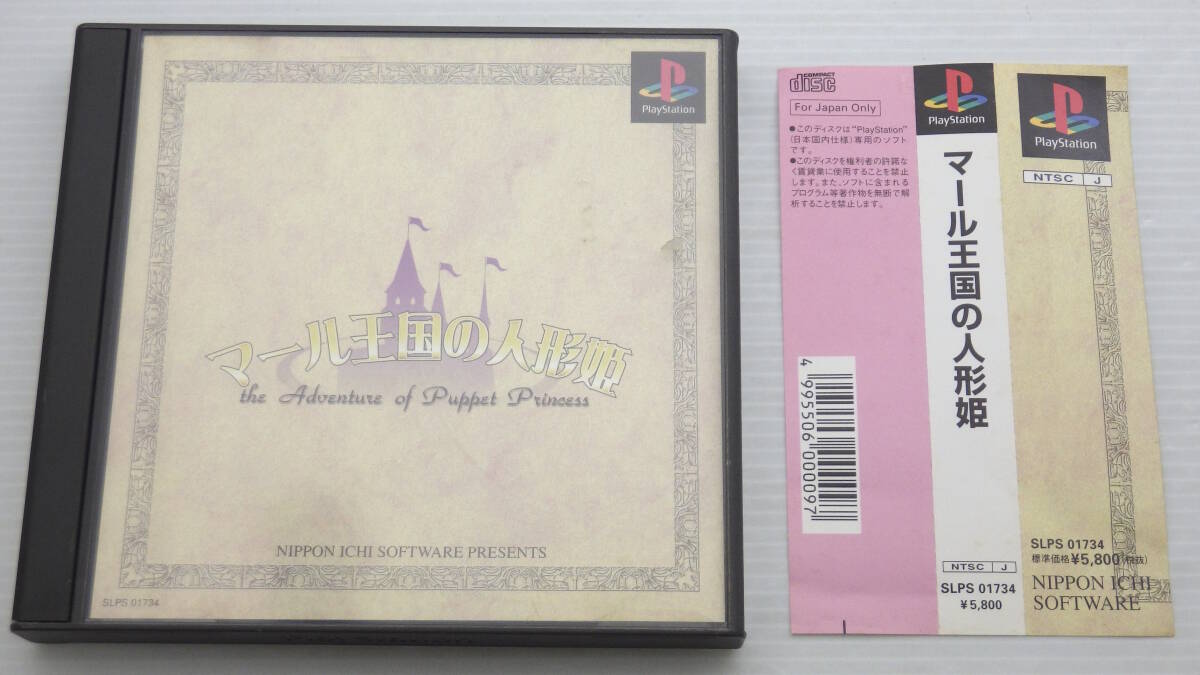 PlayStation
マール王国の人形姫
the Adventure of Puppet Princess
NIPPON ICHI SOFTWARE PRESENTS
SLPS 01734
COMPACT
disc
For Japan Only
●このディスクは"PlayStation"
(日本国内仕様)専用のソフト
です。
●このディスクを権利者の許諾な
く賃貸業に使用することを禁止
します。また、ソフトに含まれる
プログラム等著作物を無断で解
析することを禁止します。
4 995506 000097
PlayStation
マール王国の人形姫
NTSC J
SLPS 01734
¥5,800
PlayStation
NTSC J
SLPS 01734
標準価格¥5,800(税抜)
NIPPON ICHI
SOFTWARE